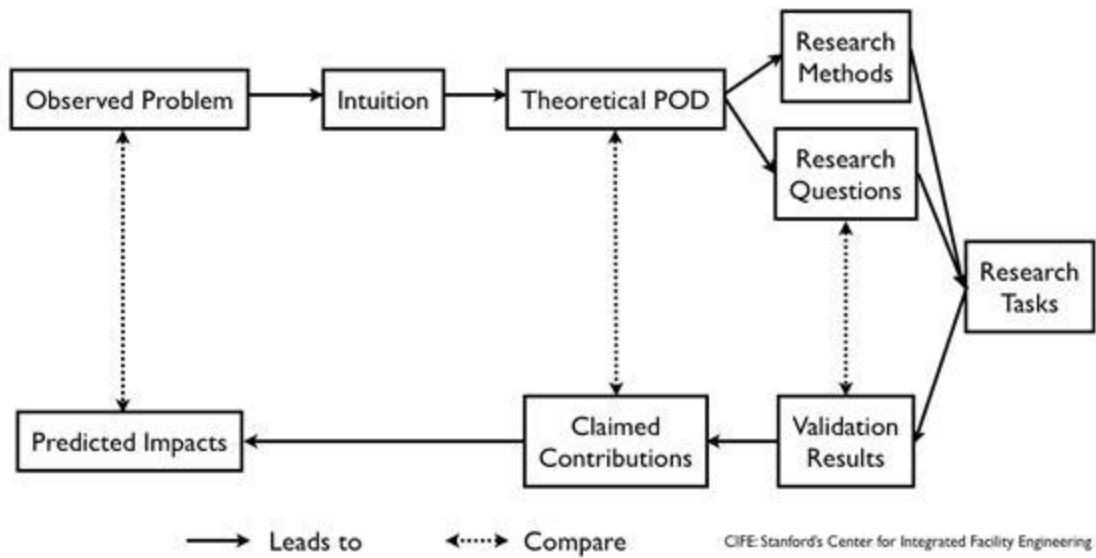 Observed Problem
Intuition
Theoretical POD
Research
Methods
Research
Questions
Research
Tasks
Predicted Impacts
Claimed
Contributions
Validation
Results
Leads to
Compare
CIFE: Stanford's Center for Integrated Facility Engineering